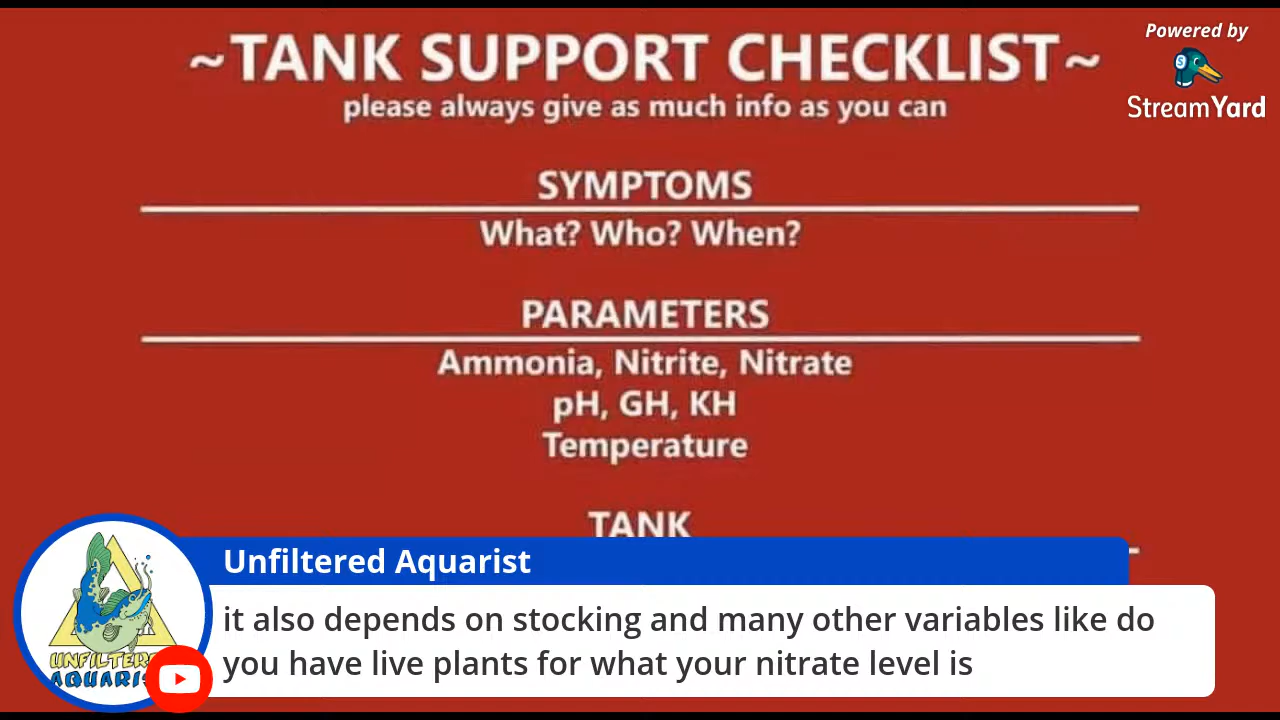 ~TANK SUPPORT CHECKLIST~
please always give as much info as you can
Powered by
StreamYard
SYMPTOMS
What? Who? When?
PARAMETERS
Ammonia, Nitrite, Nitrate
pH, GH, KH
Temperature
TANK
Unfiltered Aquarist
it also depends on stocking and many other variables like do
you have live plants for what your nitrate level is